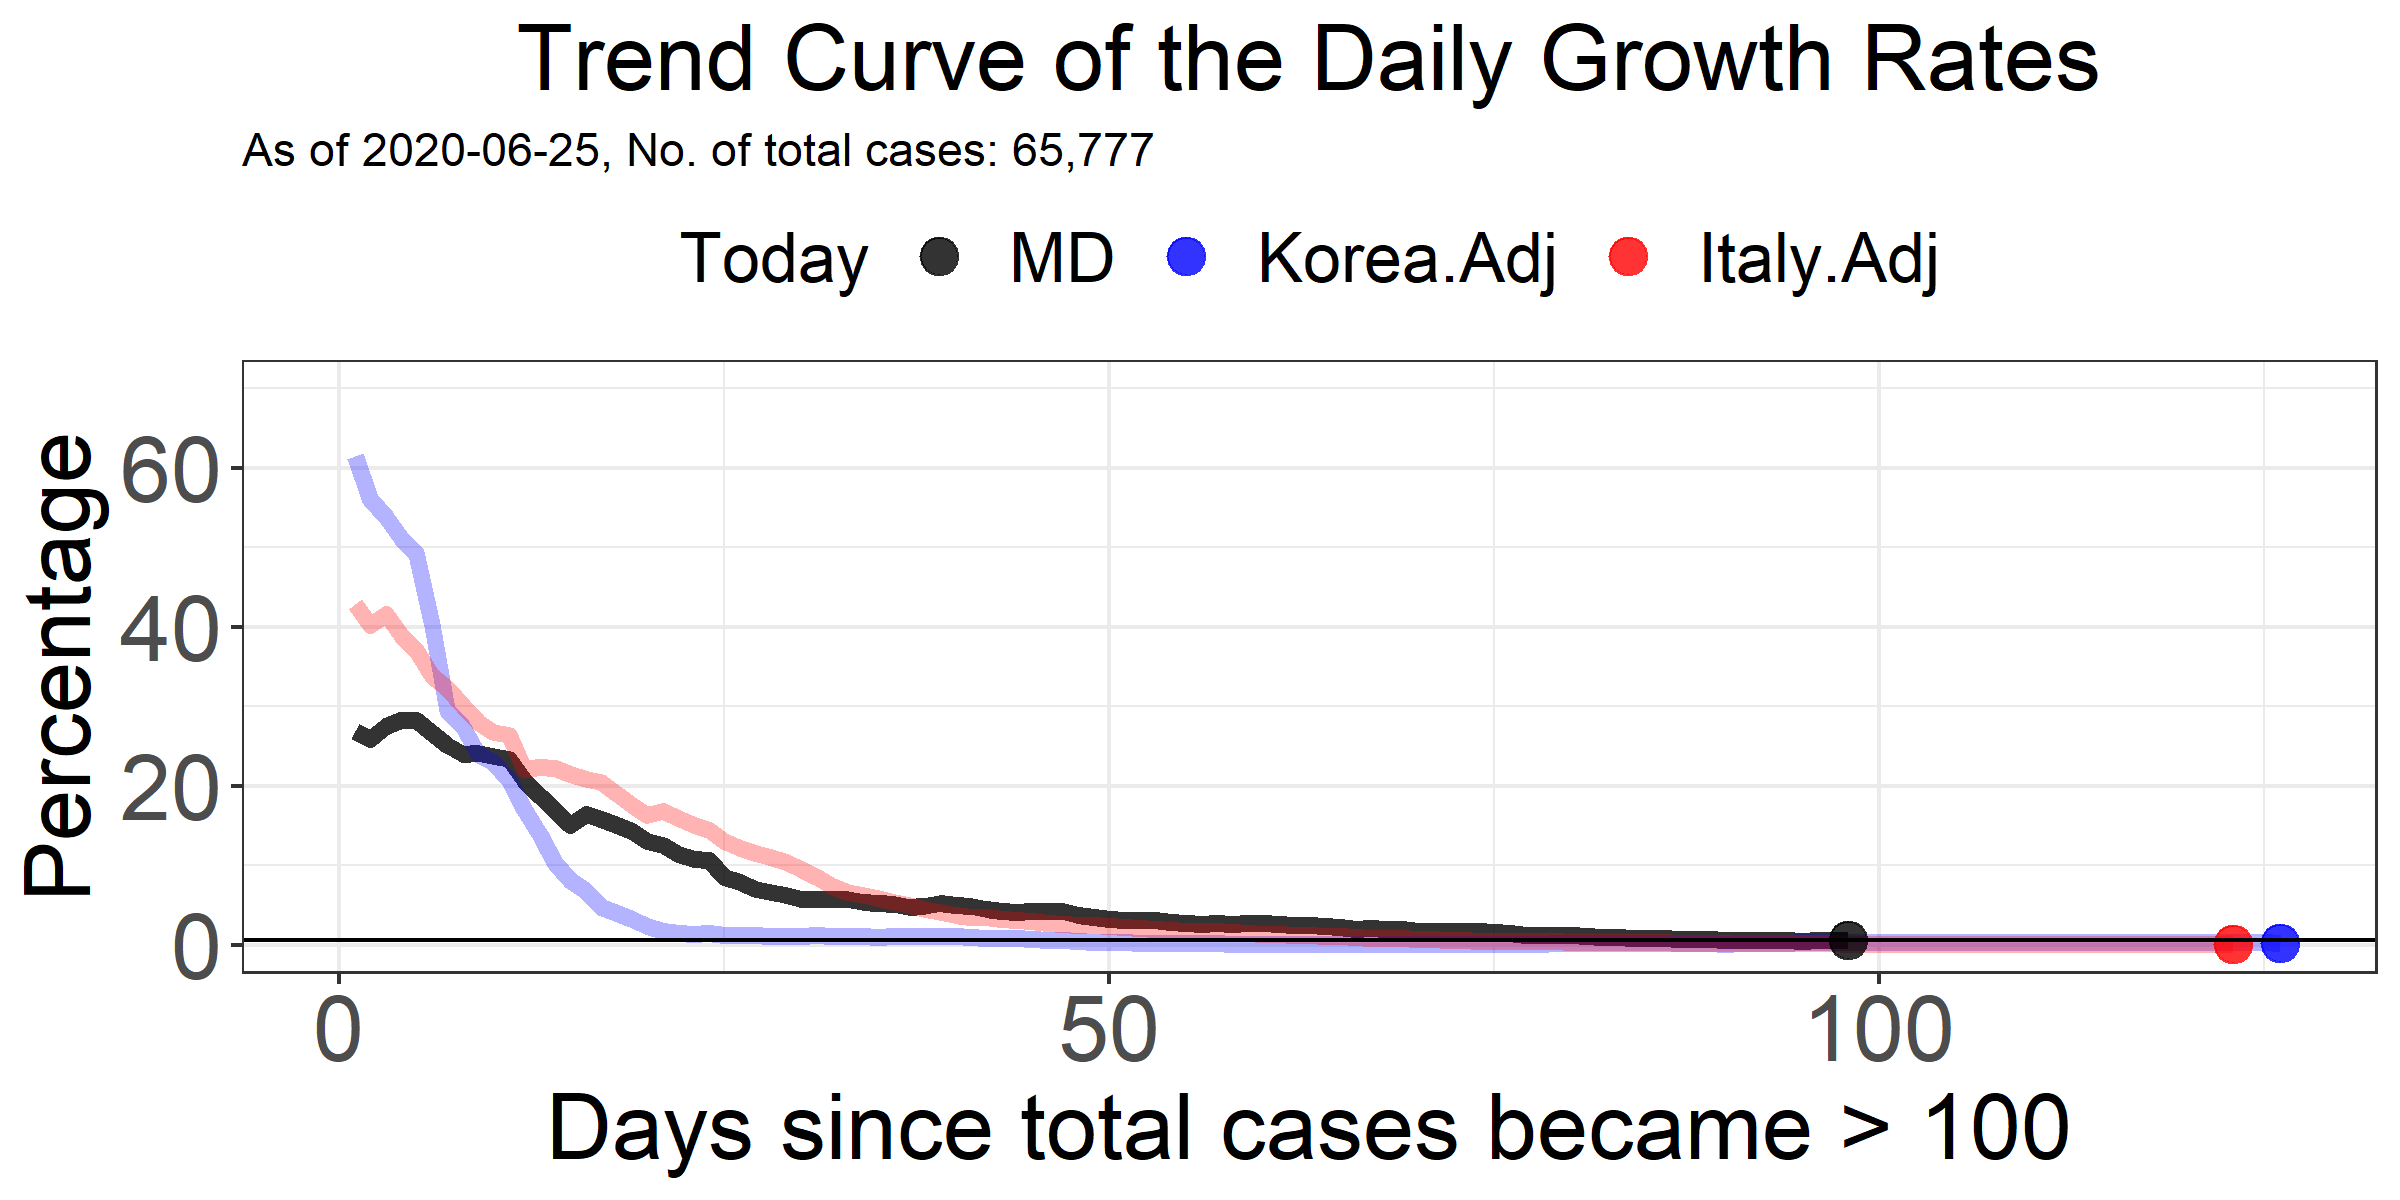 Trend Curve of the Daily Growth Rates
As of 2020-06-25, No. of total cases: 65,777
Today MD Korea.Adj Italy.Adj
Percentage
60
40
20
0
0 50 100
Days since total cases became > 100